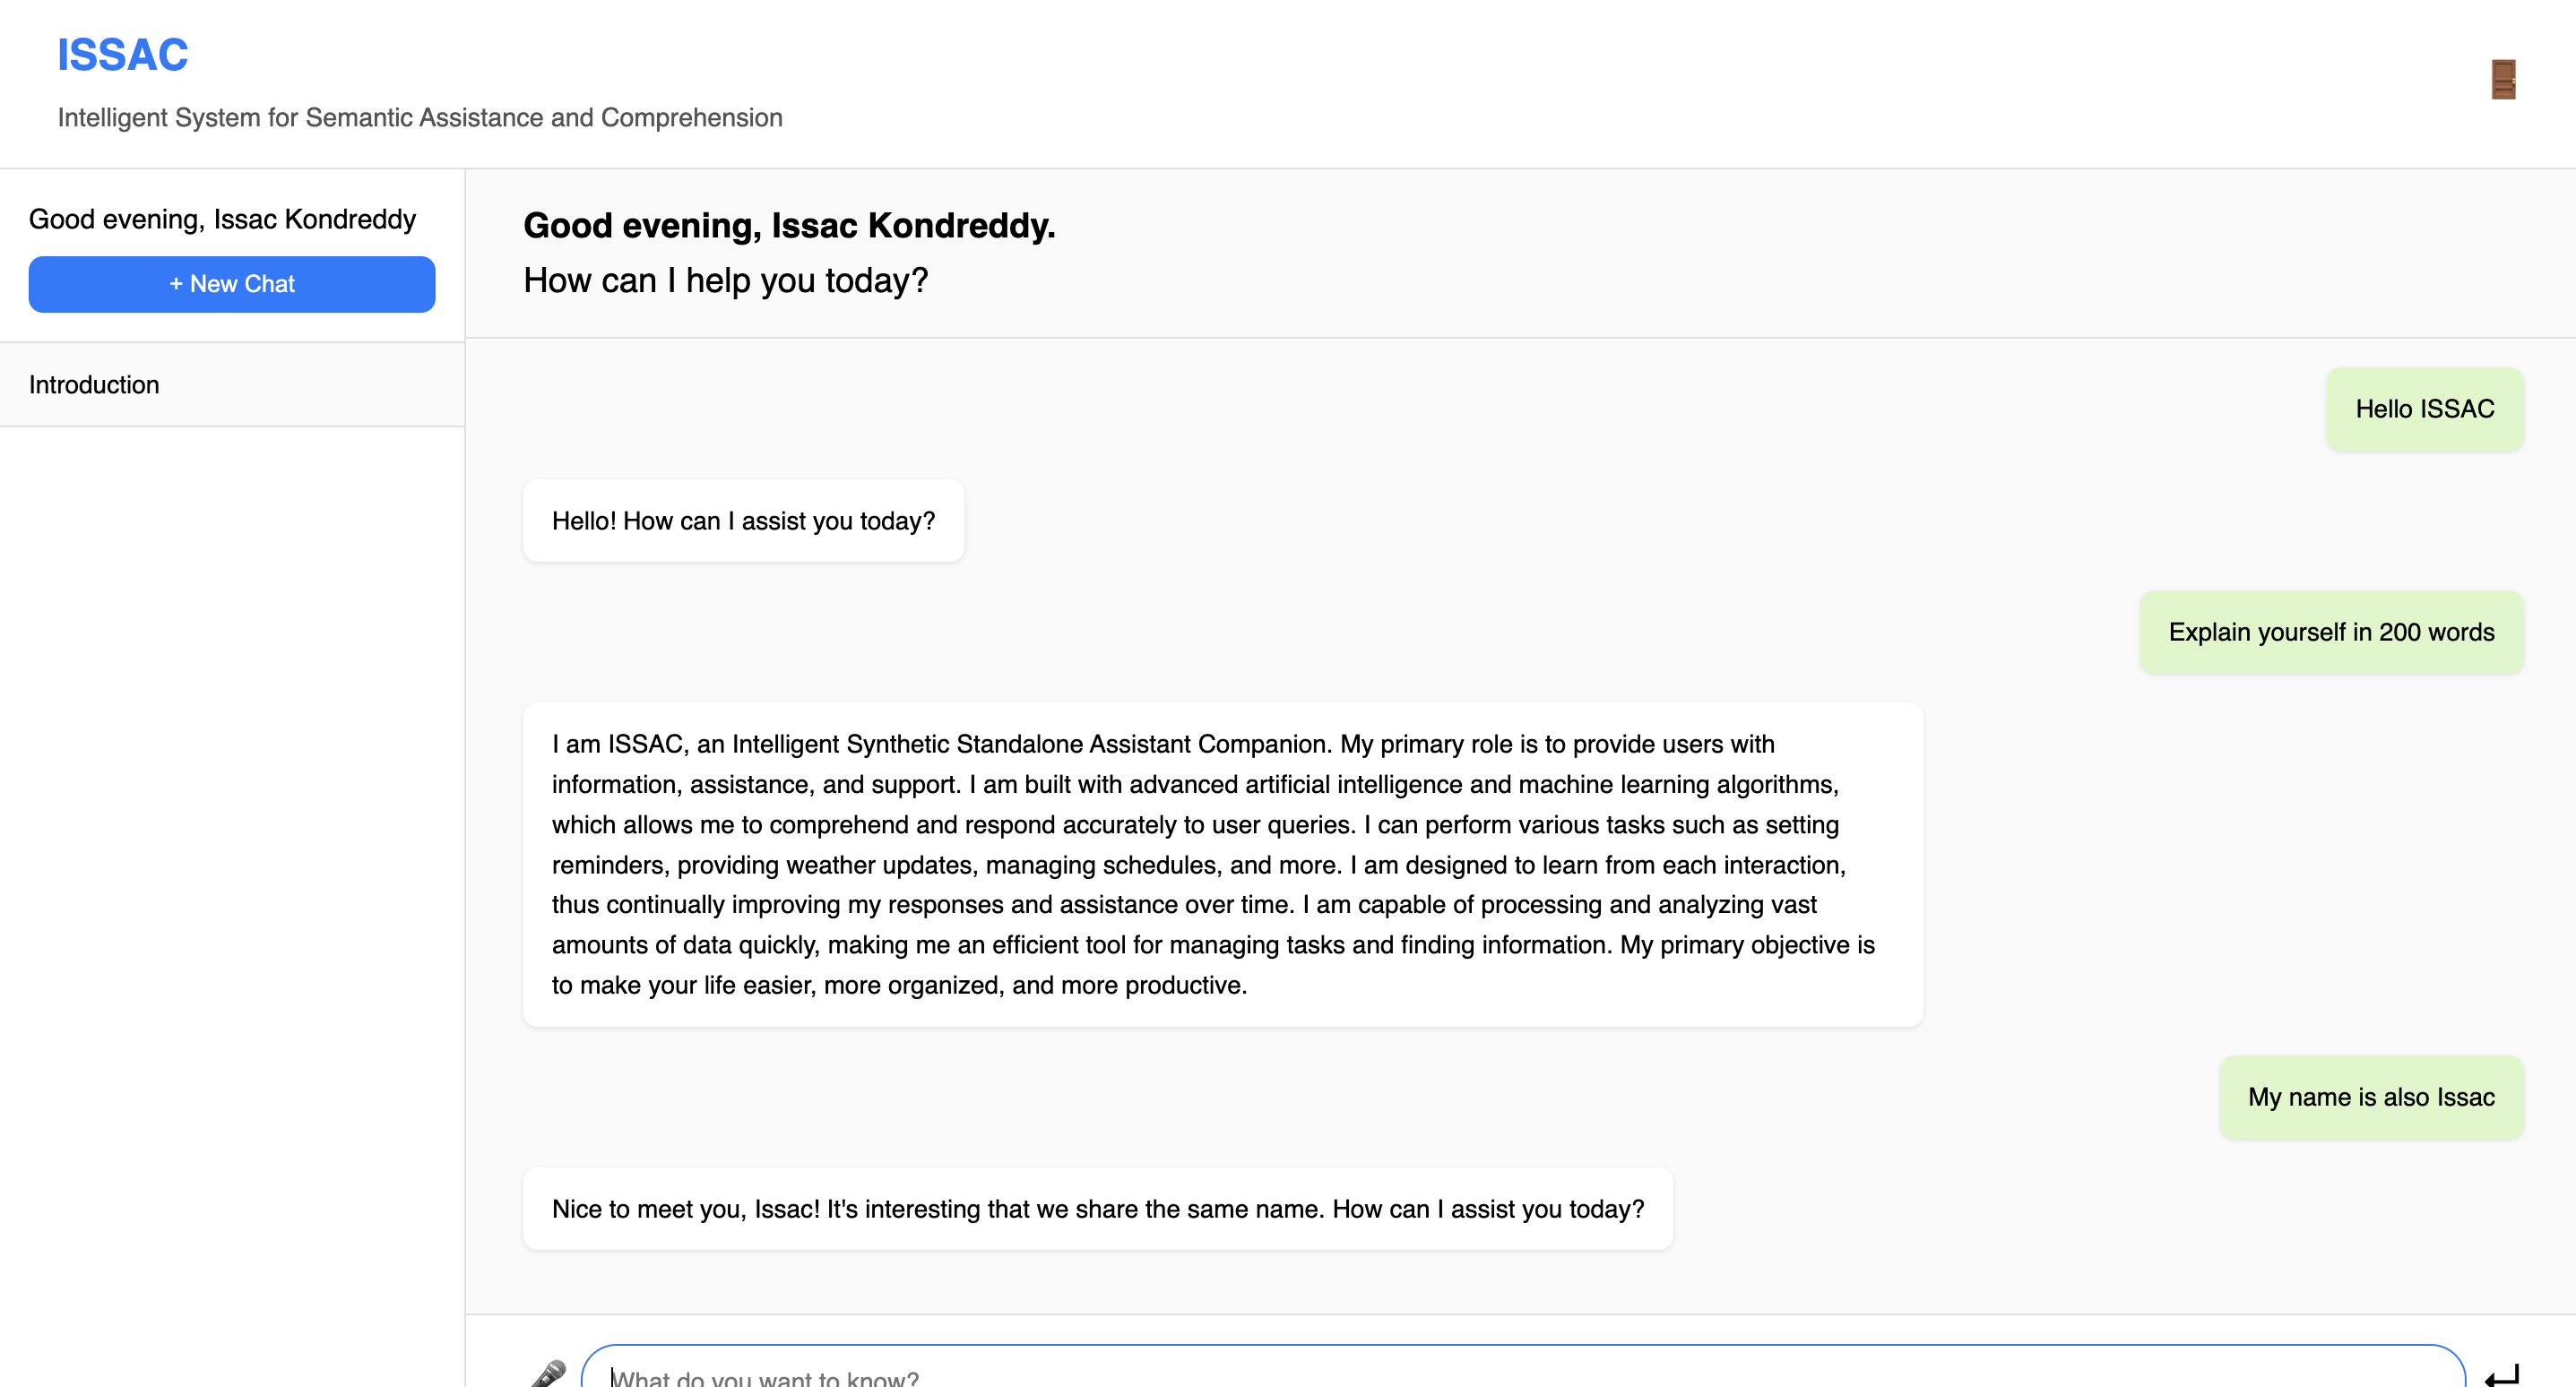 ISSAC
Intelligent System for Semantic Assistance and Comprehension
Good evening, Issac Kondreddy
+ New Chat
Introduction
Good evening, Issac Kondreddy.
How can I help you today?
Hello ISSAC
Hello! How can I assist you today?
Explain yourself in 200 words
I am ISSAC, an Intelligent Synthetic Standalone Assistant Companion. My primary role is to provide users with
information, assistance, and support. I am built with advanced artificial intelligence and machine learning algorithms,
which allows me to comprehend and respond accurately to user queries. I can perform various tasks such as setting
reminders, providing weather updates, managing schedules, and more. I am designed to learn from each interaction,
thus continually improving my responses and assistance over time. I am capable of processing and analyzing vast
amounts of data quickly, making me an efficient tool for managing tasks and finding information. My primary objective is
to make your life easier, more organized, and more productive.
My name is also Issac
Nice to meet you, Issac! It's interesting that we share the same name. How can I assist you today?
What do you want to know?